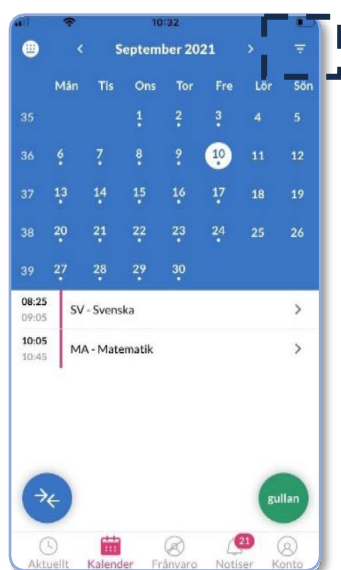 10:32
September 2021
Mån Tis Ons Tor Fre Lör Sön
35 1 2 3 4 5
36 6 7 8 9 10 11 12
37 13 14 15 16 17 18 19
38 20 21 22 23 24 25 26
39 27 28 29 30
08:25
SV - Svenska
09:05
10:05
MA - Matematik
10:45
gullan
21
Aktuellt Kalender Frånvaro Notiser Konto